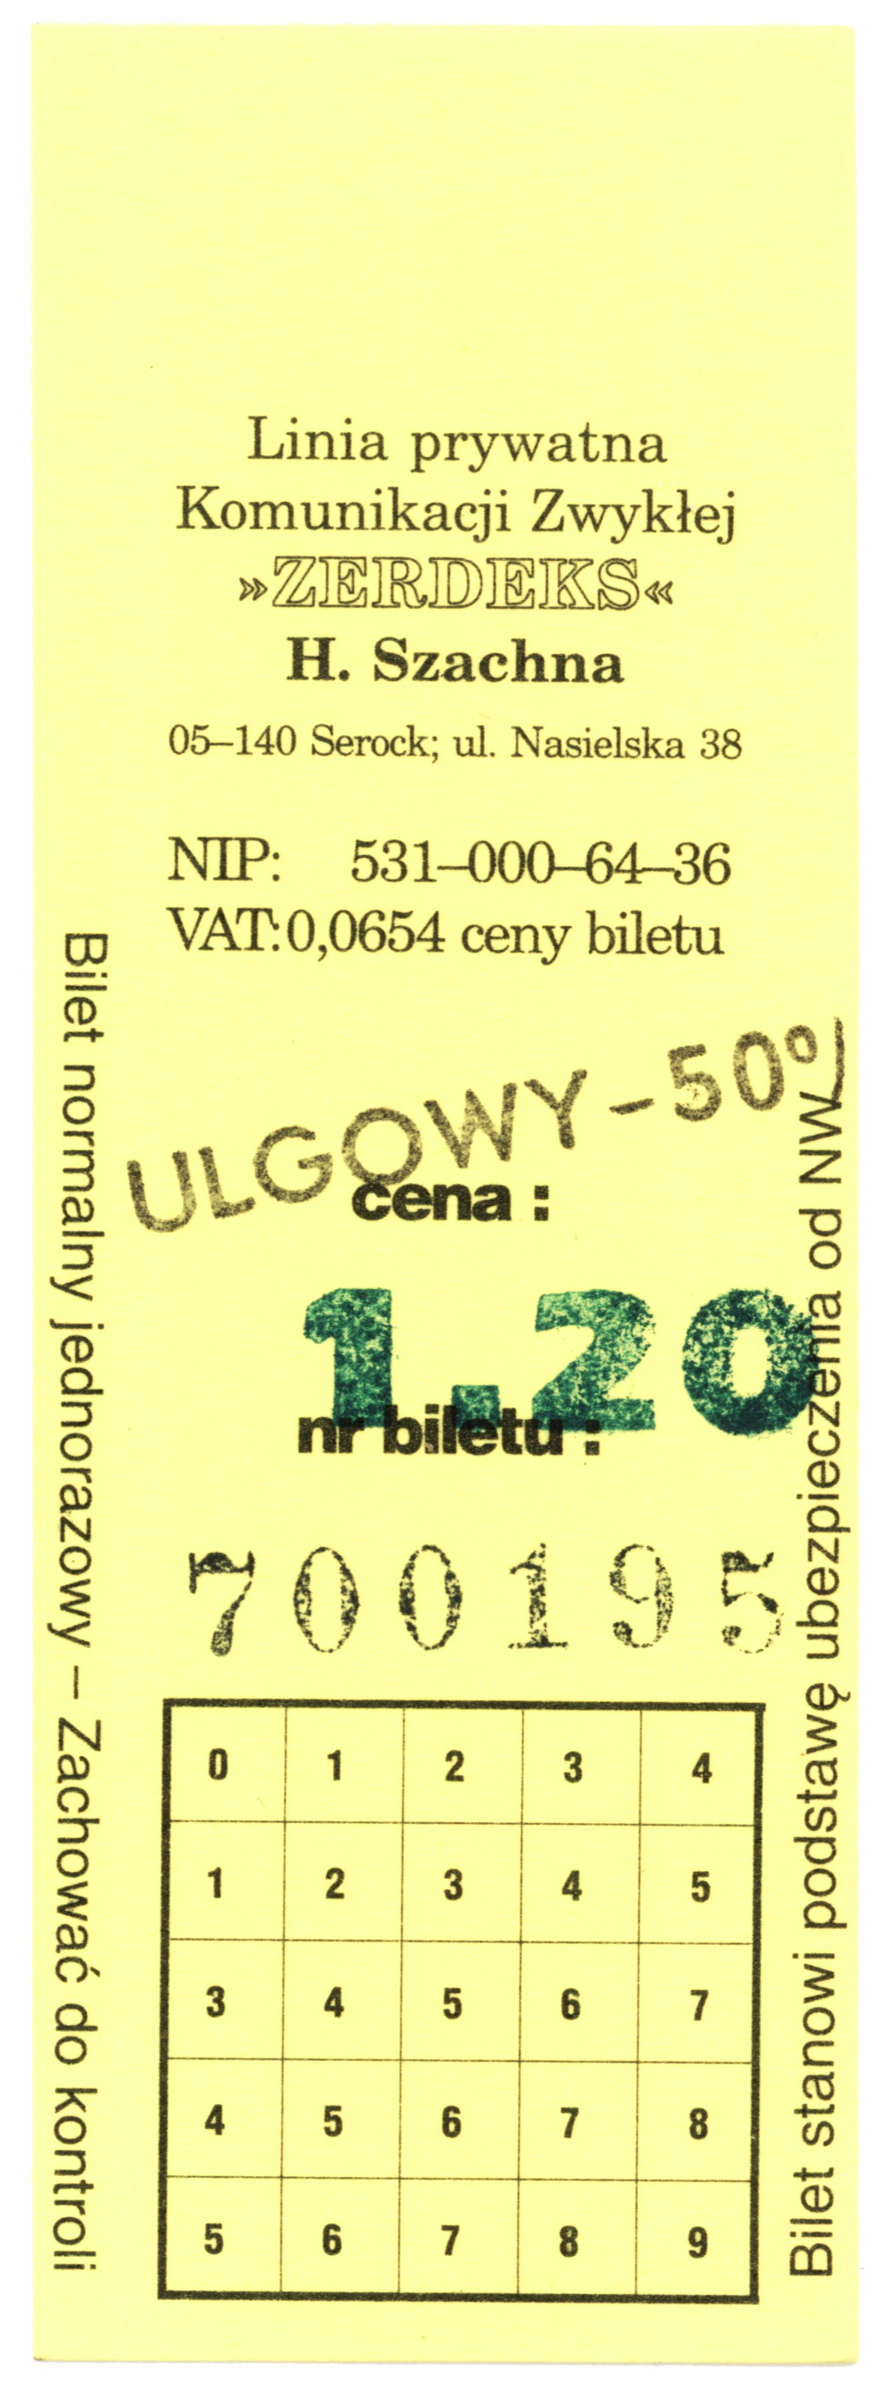 Linia prywatna
Komunikacji Zwykłej
»ZERDEKS«
H. Szachna
05–140 Serock; ul. Nasielska 38
NIP: 531–000–64–36
VAT: 0,0654 ceny biletu
ULGOWY – 50%
cena :
1.20
nr biletu :
700195
0 1 2 3 4
1 2 3 4 5
3 4 5 6 7
4 5 6 7 8
5 6 7 8 9
Bilet normalny jednorazowy – Zachować do kontroli
Bilet stanowi podstawę ubezpieczenia od NW